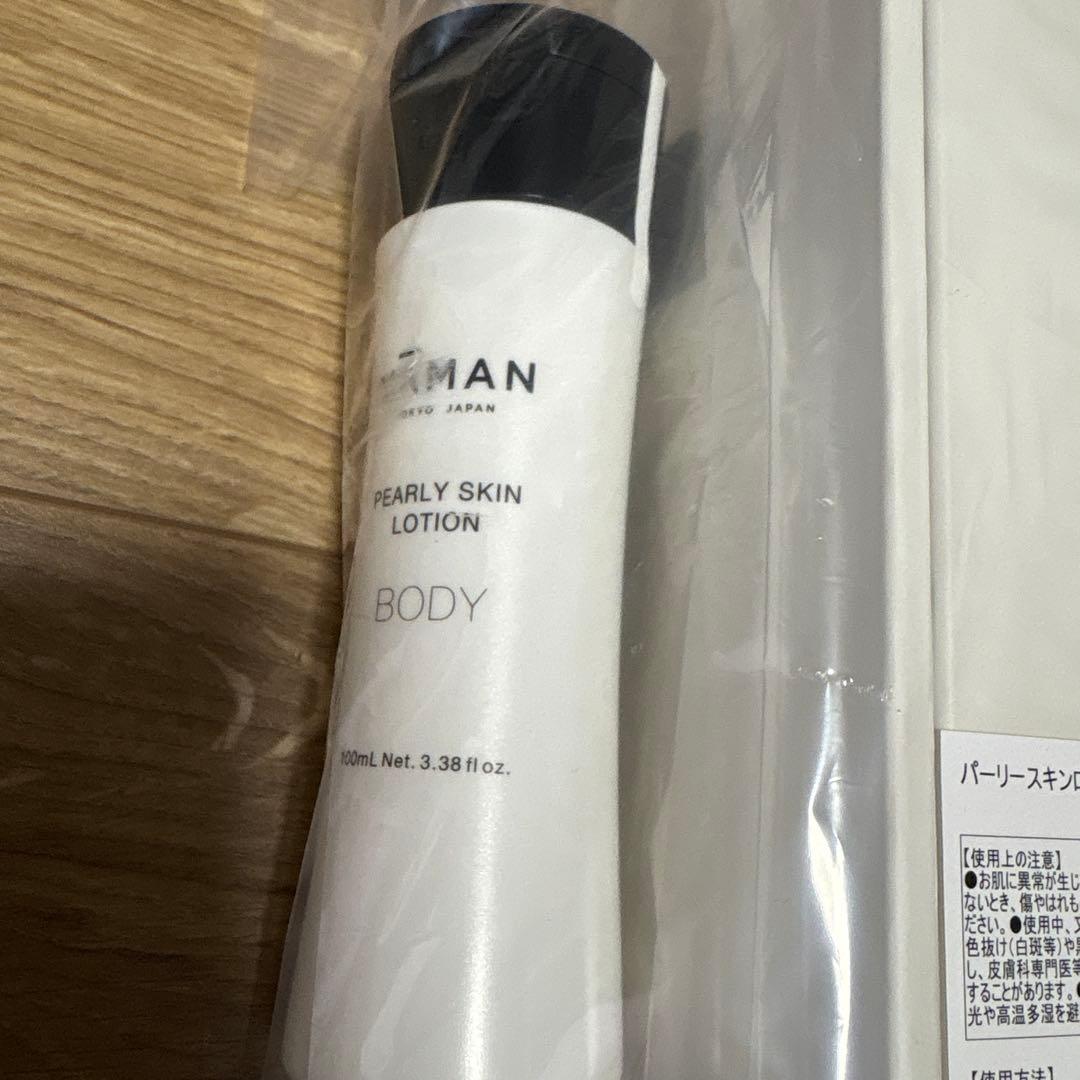 YAMAN
TOKYO JAPAN
PEARLY SKIN
LOTION
BODY
100mL Net. 3.38 fl oz.
パーリースキンロ
【使用上の注意】
●お肌に異常が生じ
ないとき、傷やはれも
ださい。●使用中、又
色抜け(白斑等)や黒
し、皮膚科専門医等
することがあります。●
光や高温多湿を避
【使用方法】